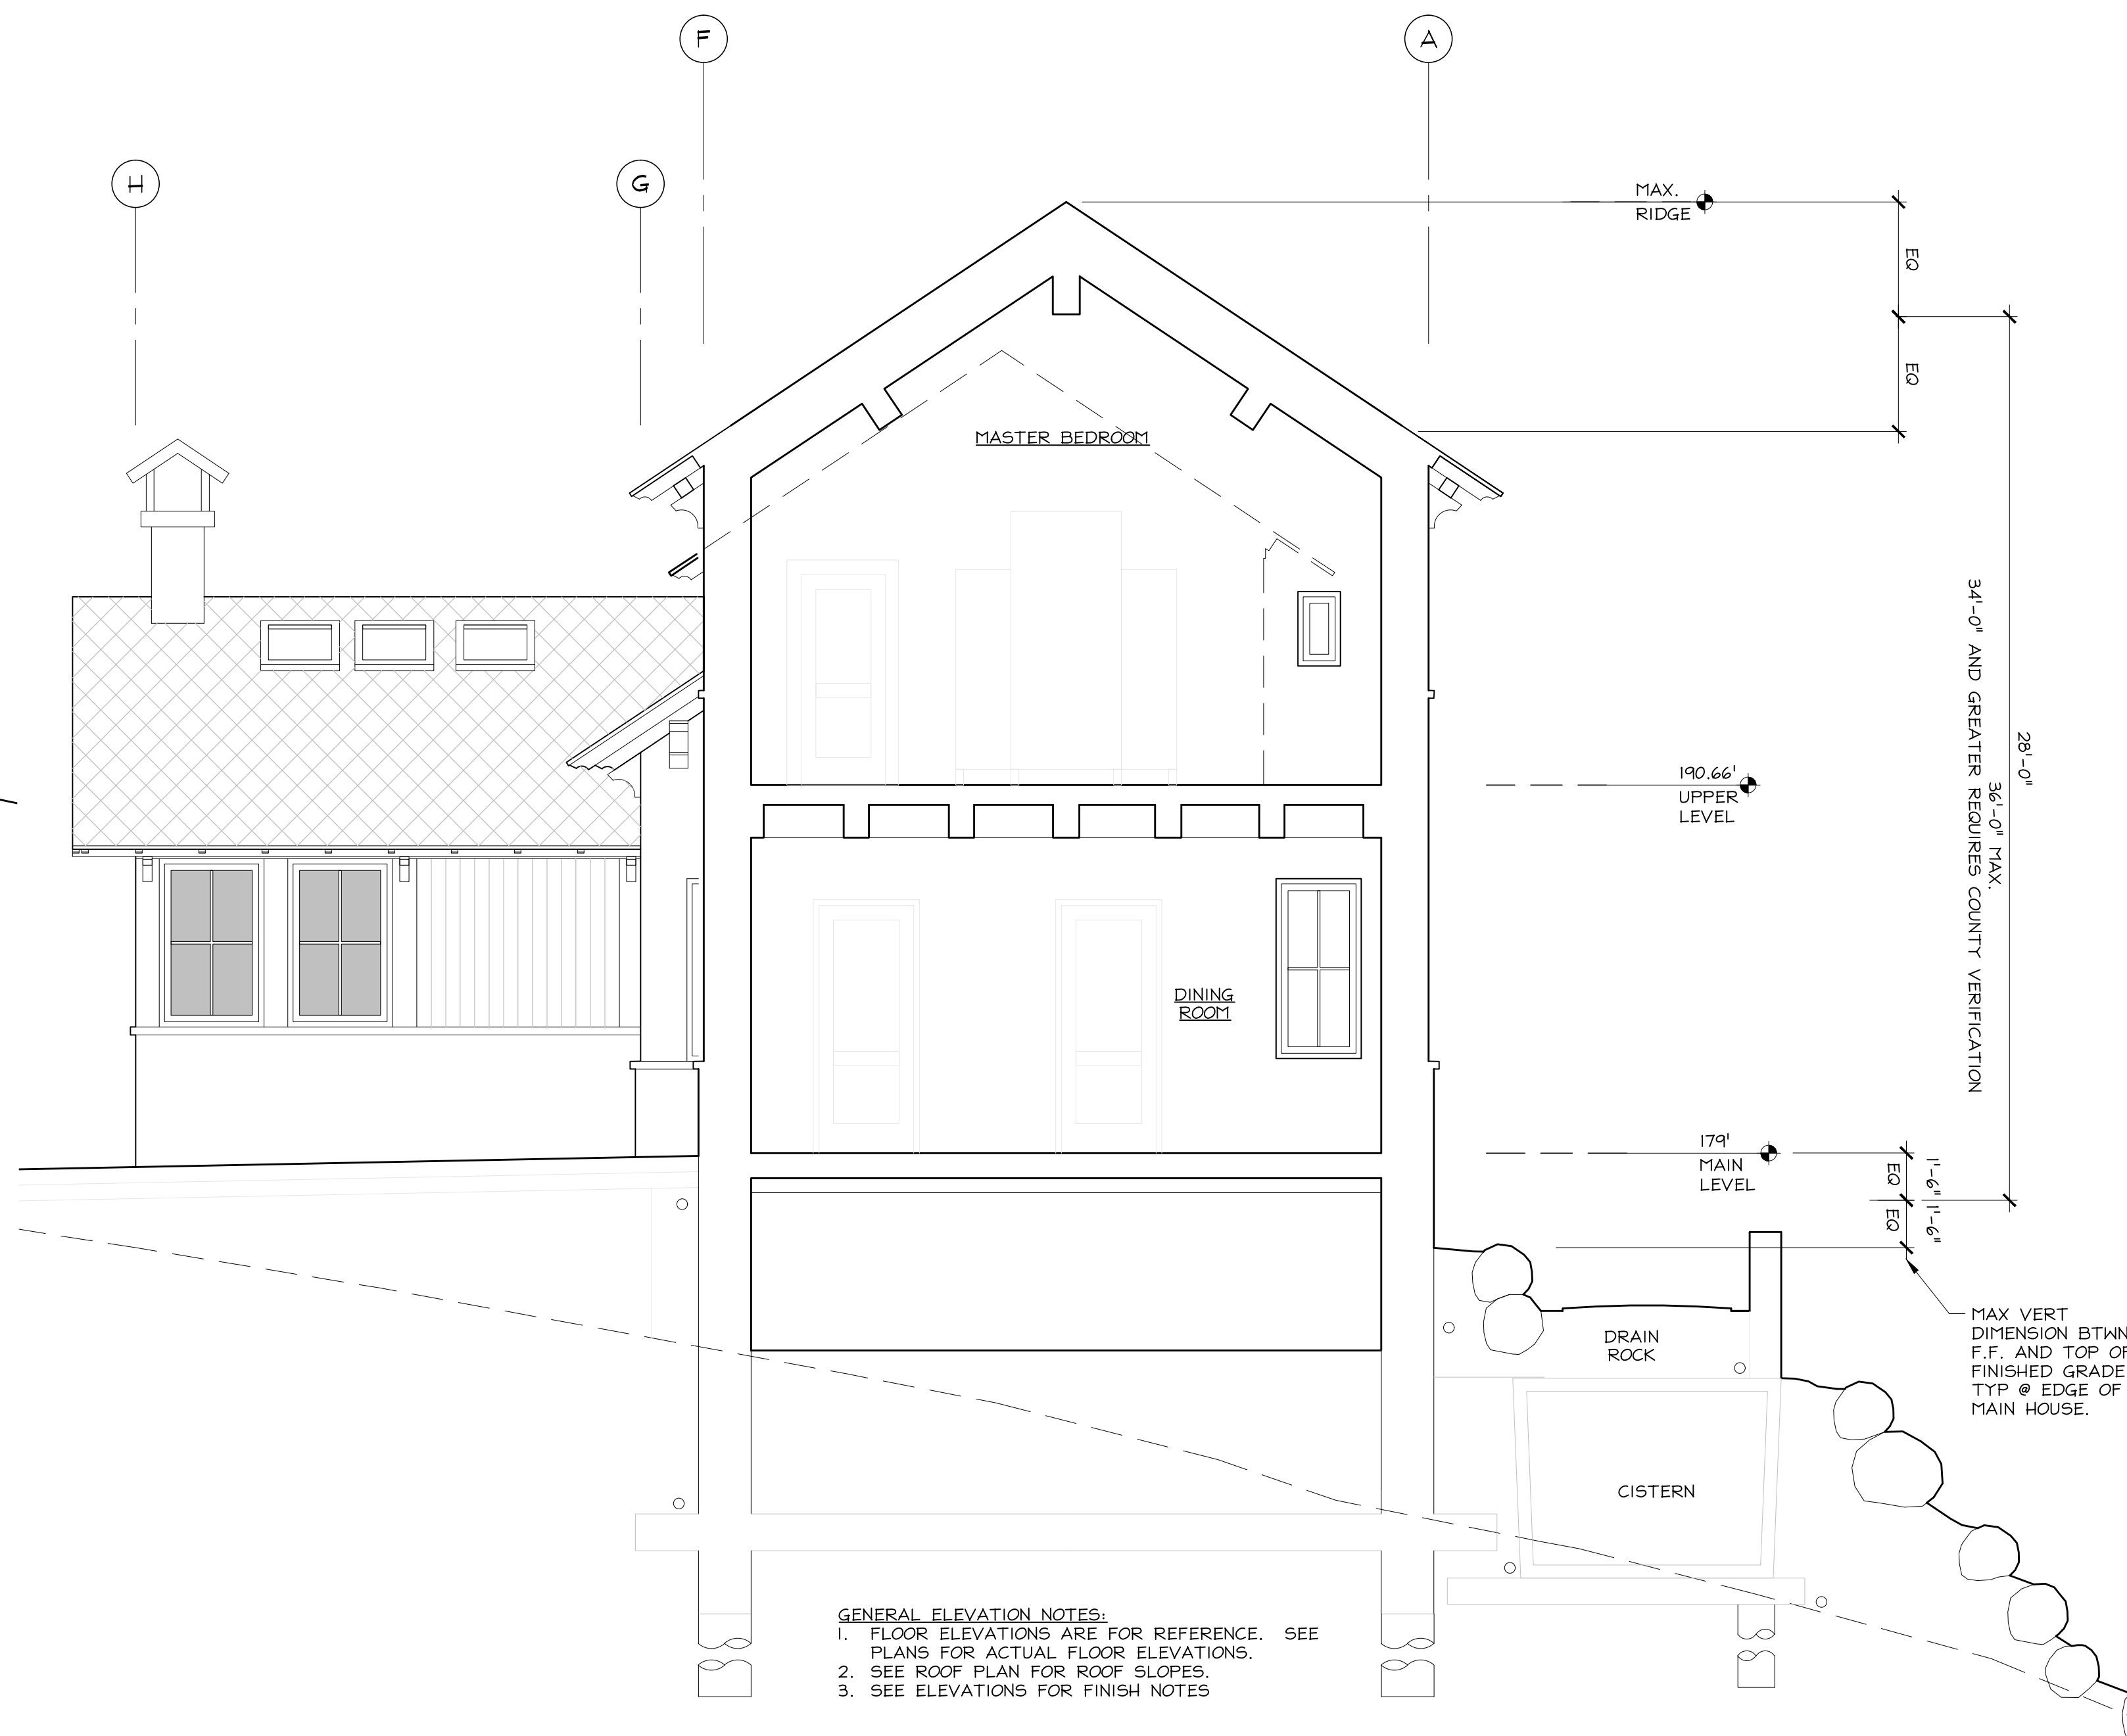 F
A
H
G
MAX.
RIDGE
EQ
EQ
MASTER BEDROOM
34'-0" AND GREATER REQUIRES COUNTY VERIFICATION
36'-0" MAX.
28'-0"
190.66'
UPPER
LEVEL
DINING
ROOM
179'
MAIN
LEVEL
EQ
1'-6"
EQ
1'-6"
MAX VERT
DIMENSION BTWN
F.F. AND TOP OF
FINISHED GRADE
TYP @ EDGE OF
MAIN HOUSE.
DRAIN
ROCK
CISTERN
GENERAL ELEVATION NOTES:
1. FLOOR ELEVATIONS ARE FOR REFERENCE. SEE
PLANS FOR ACTUAL FLOOR ELEVATIONS.
2. SEE ROOF PLAN FOR ROOF SLOPES.
3. SEE ELEVATIONS FOR FINISH NOTES